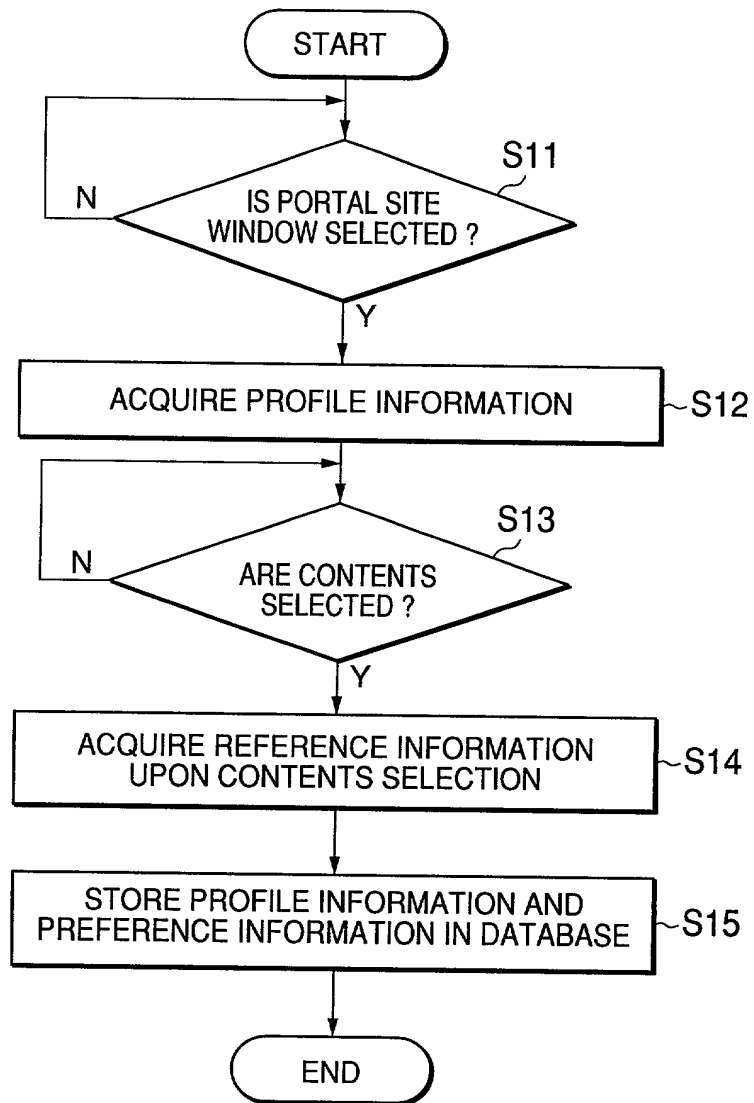 START
S11
N
IS PORTAL SITE
WINDOW SELECTED ?
Y
ACQUIRE PROFILE INFORMATION
S12
S13
N
ARE CONTENTS
SELECTED ?
Y
ACQUIRE REFERENCE INFORMATION
UPON CONTENTS SELECTION
S14
STORE PROFILE INFORMATION AND
PREFERENCE INFORMATION IN DATABASE
S15
END